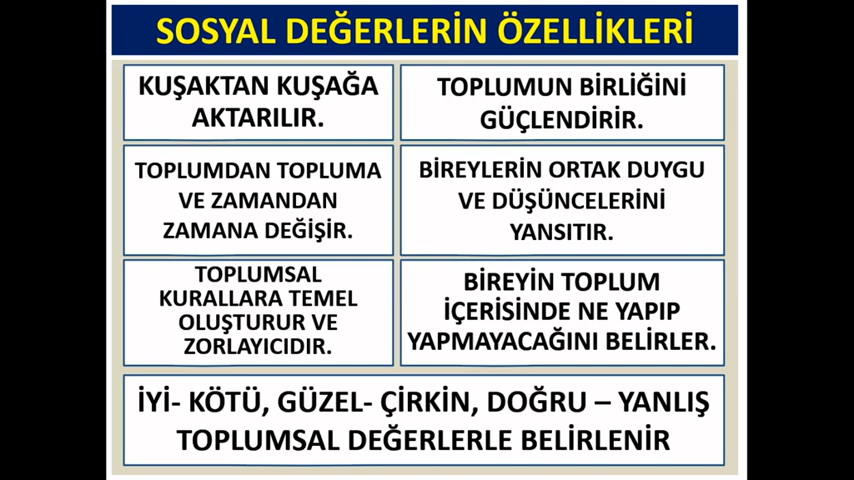 SOSYAL DEĞERLERİN ÖZELLİKLERİ
KUŞAKTAN KUŞAĞA
AKTARILIR.
TOPLUMUN BİRLİĞİNİ
GÜÇLENDİRİR.
TOPLUMDAN TOPLUMA
VE ZAMANDAN
ZAMANA DEĞİŞİR.
BİREYLERİN ORTAK DUYGU
VE DÜŞÜNCELERİNİ
YANSITIR.
TOPLUMSAL
KURALLARA TEMEL
OLUŞTURUR VE
ZORLAYICIDIR.
BİREYİN TOPLUM
İÇERİSİNDE NE YAPIP
YAPMAYACAĞINI BELİRLER.
İYİ- KÖTÜ, GÜZEL- ÇİRKİN, DOĞRU – YANLIŞ
TOPLUMSAL DEĞERLERLE BELİRLENİR